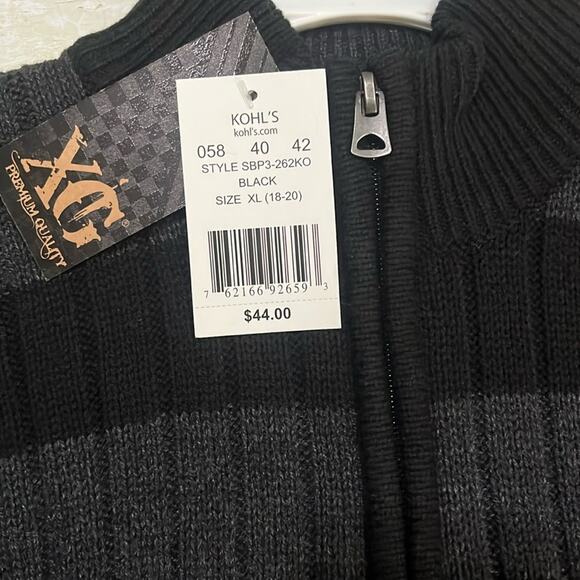 XG®
PREMIUM QUALITY
KOHL'S
kohls.com
058 40 42
STYLE SBP3-262KO
BLACK
SIZE XL (18-20)
7 62166 92659 3
$44.00